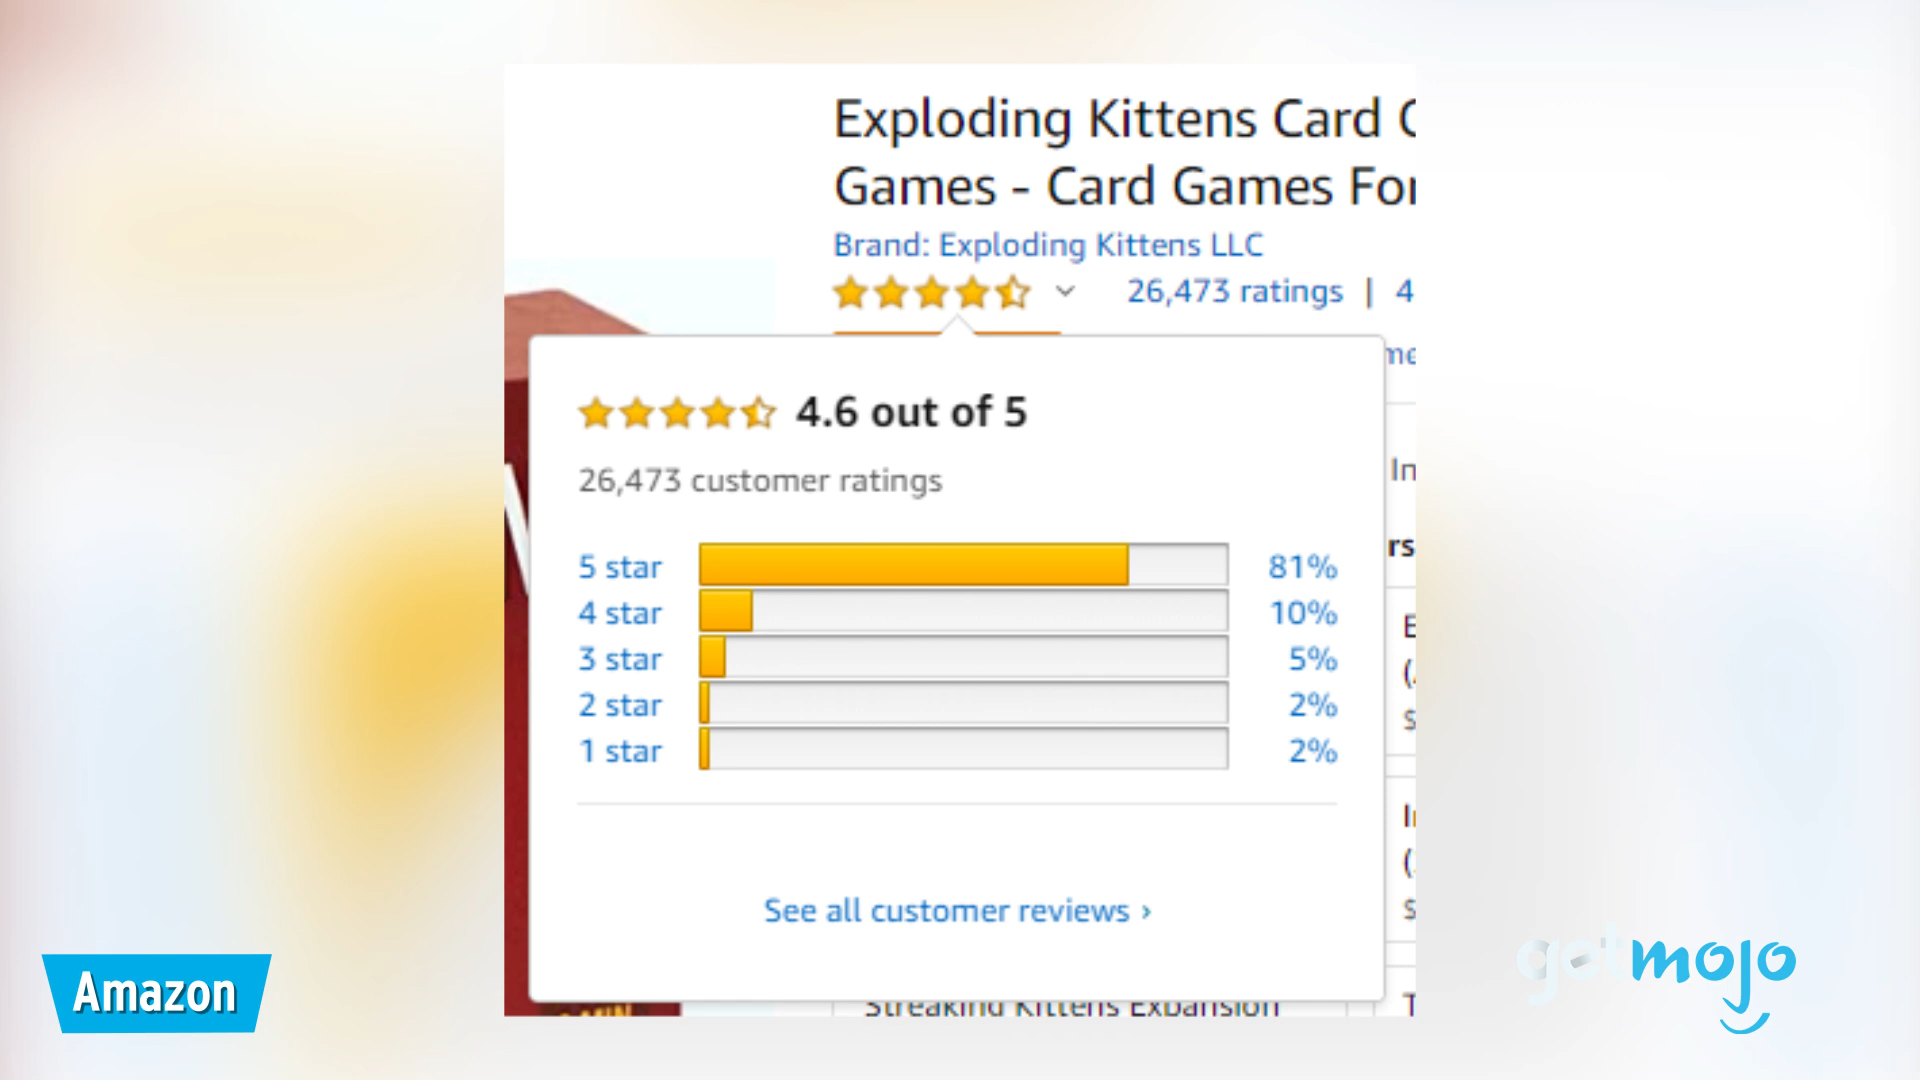 Exploding Kittens Card
Games - Card Games For
Brand: Exploding Kittens LLC
26,473 ratings | 4
4.6 out of 5
26,473 customer ratings
5 star 81%
4 star 10%
3 star 5%
2 star 2%
1 star 2%
See all customer reviews ›
Streaking Kittens Expansion
Amazon
gotmojo